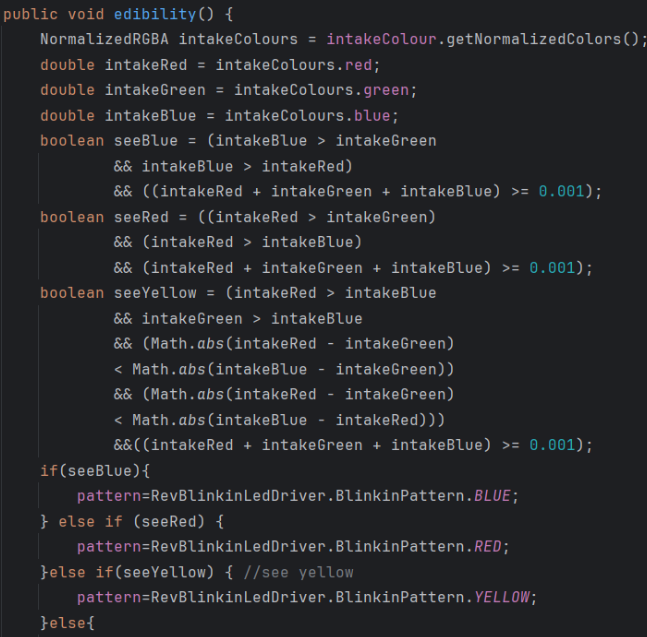 public void edibility() {
NormalizedRGBA intakeColours = intakeColour.getNormalizedColors();
double intakeRed = intakeColours.red;
double intakeGreen = intakeColours.green;
double intakeBlue = intakeColours.blue;
boolean seeBlue = (intakeBlue > intakeGreen
&& intakeBlue > intakeRed)
&& ((intakeRed + intakeGreen + intakeBlue) >= 0.001);
boolean seeRed = ((intakeRed > intakeGreen)
&& (intakeRed > intakeBlue)
&& (intakeRed + intakeGreen + intakeBlue) >= 0.001);
boolean seeYellow = (intakeRed > intakeBlue
&& intakeGreen > intakeBlue
&& (Math.abs(intakeRed - intakeGreen)
< Math.abs(intakeBlue - intakeGreen))
&& (Math.abs(intakeRed - intakeGreen)
< Math.abs(intakeBlue - intakeRed)))
&&((intakeRed + intakeGreen + intakeBlue) >= 0.001);
if(seeBlue){
pattern=RevBlinkinLedDriver.BlinkinPattern.BLUE;
} else if (seeRed) {
pattern=RevBlinkinLedDriver.BlinkinPattern.RED;
}else if(seeYellow) { //see yellow
pattern=RevBlinkinLedDriver.BlinkinPattern.YELLOW;
}else{